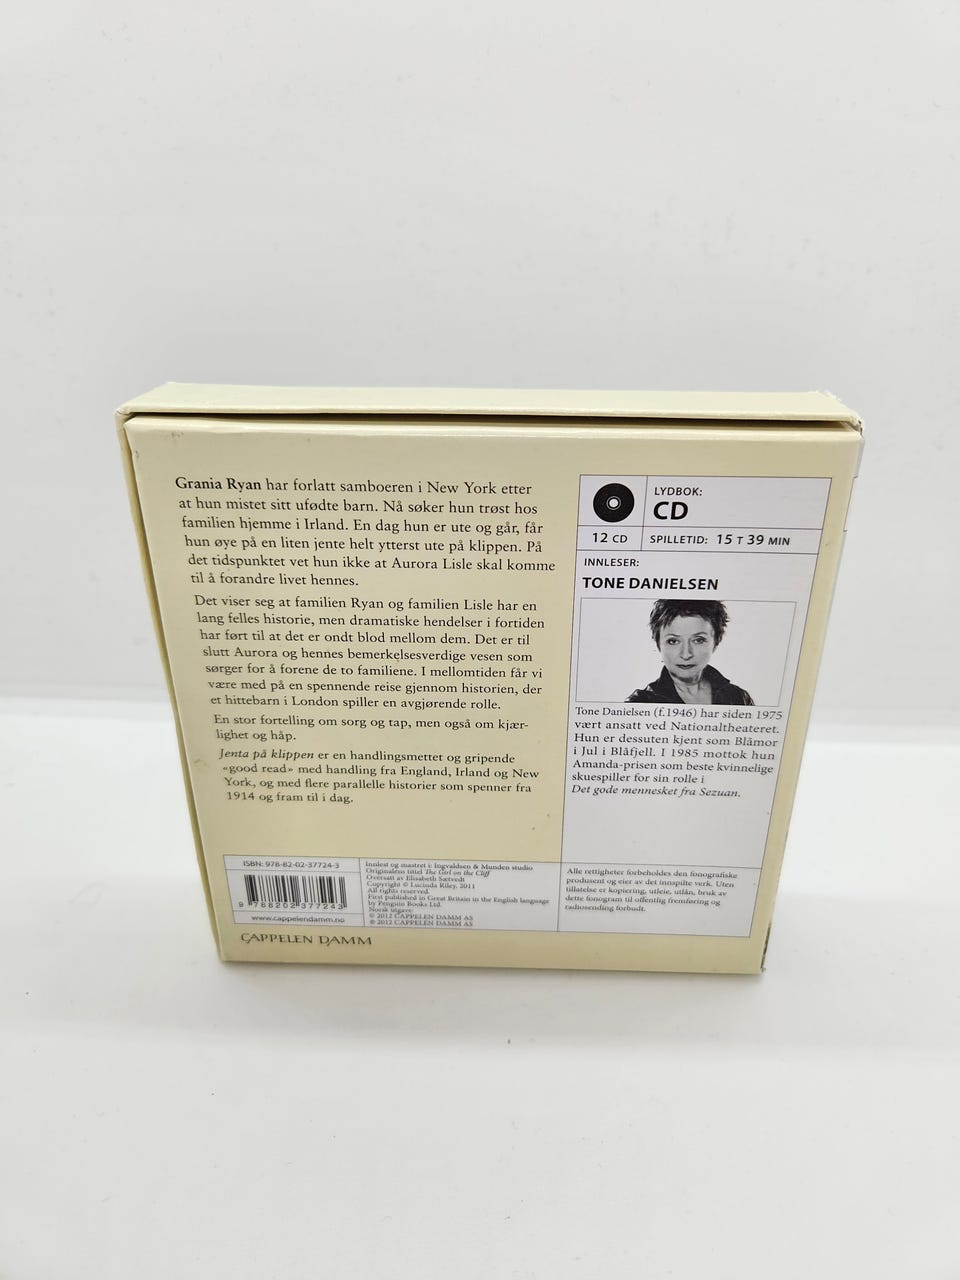 Grania Ryan har forlatt samboeren i New York etter
at hun mistet sitt ufødte barn. Nå søker hun trøst hos
familien hjemme i Irland. En dag hun er ute og går, får
hun øye på en liten jente helt ytterst ute på klippen. På
det tidspunktet vet hun ikke at Aurora Lisle skal komme
til å forandre livet hennes.
Det viser seg at familien Ryan og familien Lisle har en
lang felles historie, men dramatiske hendelser i fortiden
har ført til at det er ondt blod mellom dem. Det er til
slutt Aurora og hennes bemerkelsesverdige vesen som
sørger for å forene de to familiene. I mellomtiden får vi
være med på en spennende reise gjennom historien, der
et hittebarn i London spiller en avgjørende rolle.
En stor fortelling om sorg og tap, men også om kjær-
lighet og håp.
Jenta på klippen er en handlingsmettet og gripende
«good read» med handling fra England, Irland og New
York, og med flere parallelle historier som spenner fra
1914 og fram til i dag.
LYDBOK:
CD
12 CD
SPILLETID: 15 T 39 MIN
INNLESER:
TONE DANIELSEN
Tone Danielsen (f.1946) har siden 1975
vært ansatt ved Nationaltheateret.
Hun er dessuten kjent som Blåmor
i Jul i Blåfjell. I 1985 mottok hun
Amanda-prisen som beste kvinnelige
skuespiller for sin rolle i
Det gode mennesket fra Sezuan.
ISBN: 978-82-02-37724-3
9 788202 377243
www.cappelendamm.no
Innlest og mastret i: Ingvaldsen & Munden studio
Originalens tittel The Girl on the Cliff
Oversatt av Elisabeth Sætvedt
Copyright © Lucinda Riley, 2011
All rights reserved.
First published in Great Britain in the English language
by Penguin Books Ltd.
Norsk utgave:
© 2012 CAPPELEN DAMM AS
℗ 2012 CAPPELEN DAMM AS
Alle rettigheter forbeholdes den fonografiske
produsent og eier av det innspilte verk. Uten
tillatelse er kopiering, utleie, utlån, bruk av
dette fonogram til offentlig fremføring og
radiosending forbudt.
CAPPELEN DAMM